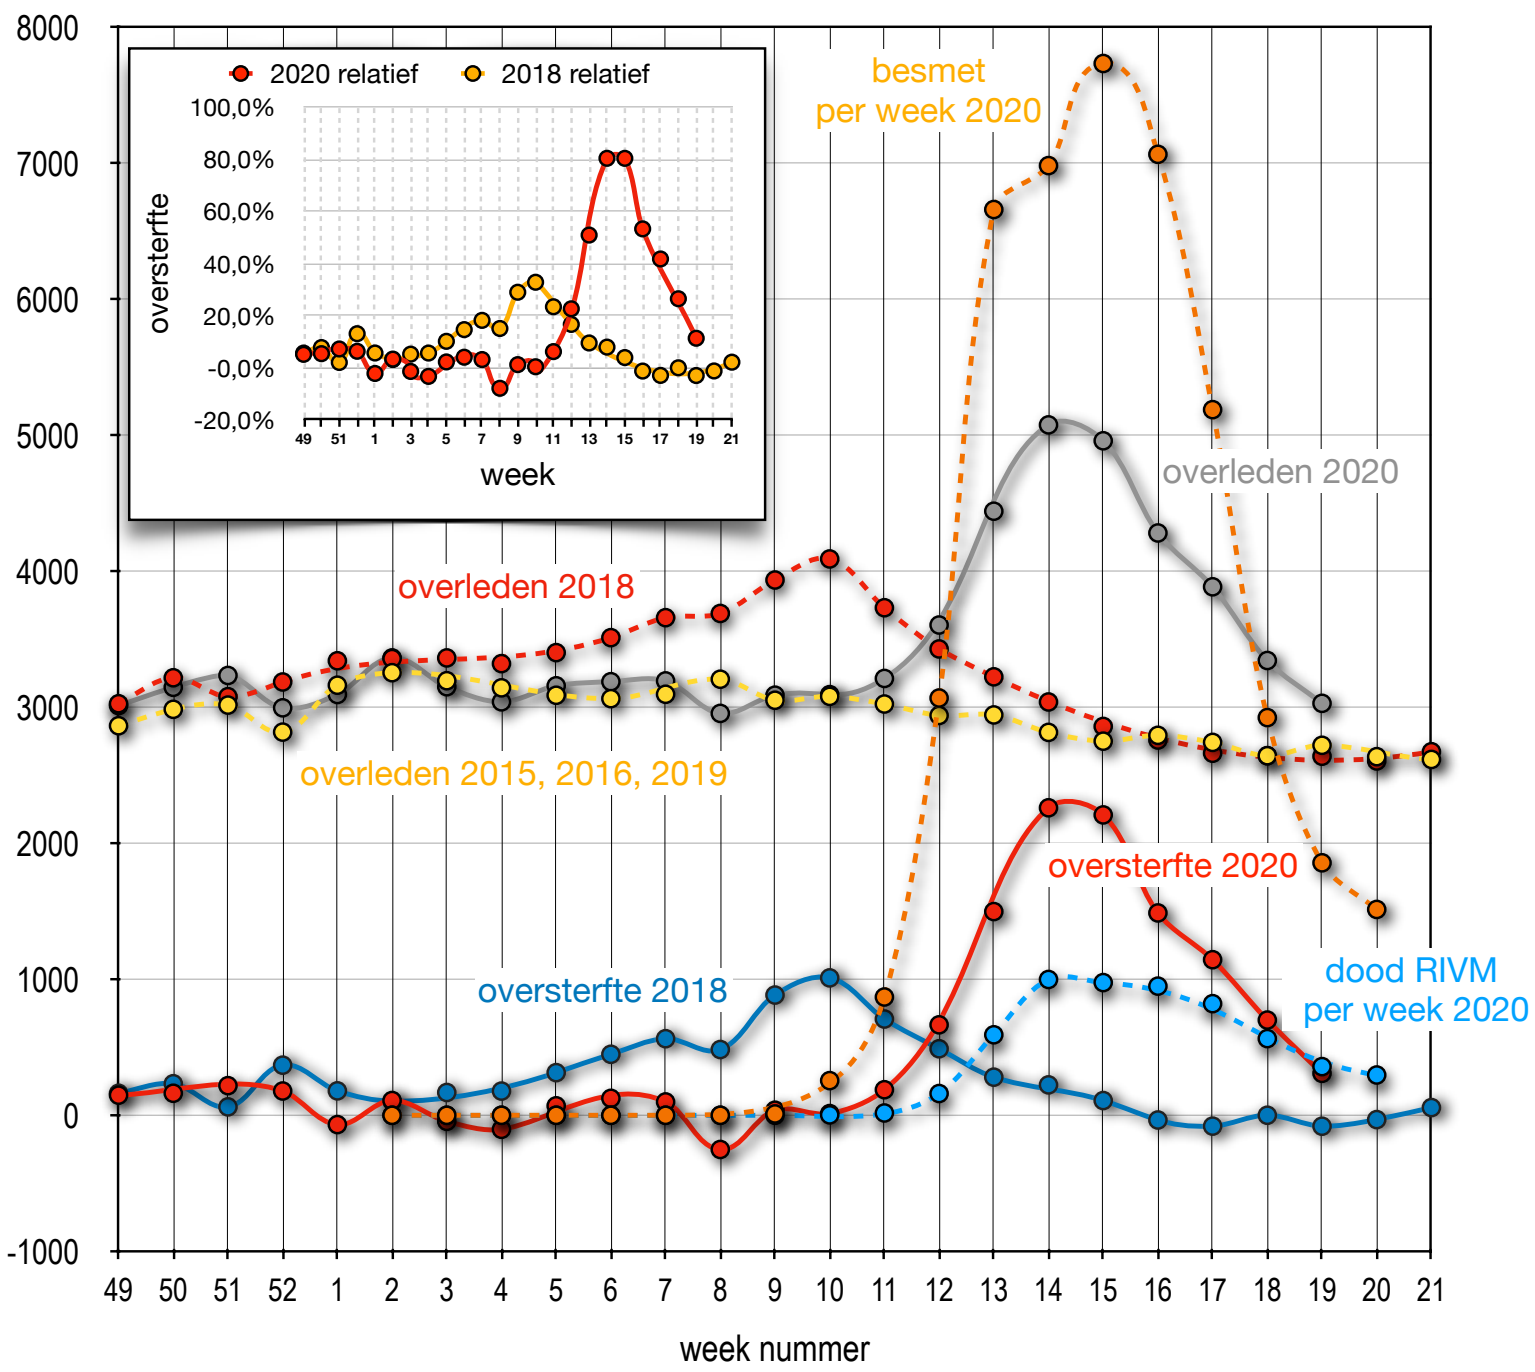 8000
7000
6000
5000
4000
3000
2000
1000
0
-1000
2020 relatief
2018 relatief
100,0%
80,0%
60,0%
40,0%
20,0%
-0,0%
-20,0%
oversterfte
49 51 1 3 5 7 9 11 13 15 17 19 21
week
besmet
per week 2020
overleden 2020
overleden 2018
overleden 2015, 2016, 2019
oversterfte 2020
oversterfte 2018
dood RIVM
per week 2020
49 50 51 52 1 2 3 4 5 6 7 8 9 10 11 12 13 14 15 16 17 18 19 20 21
week nummer